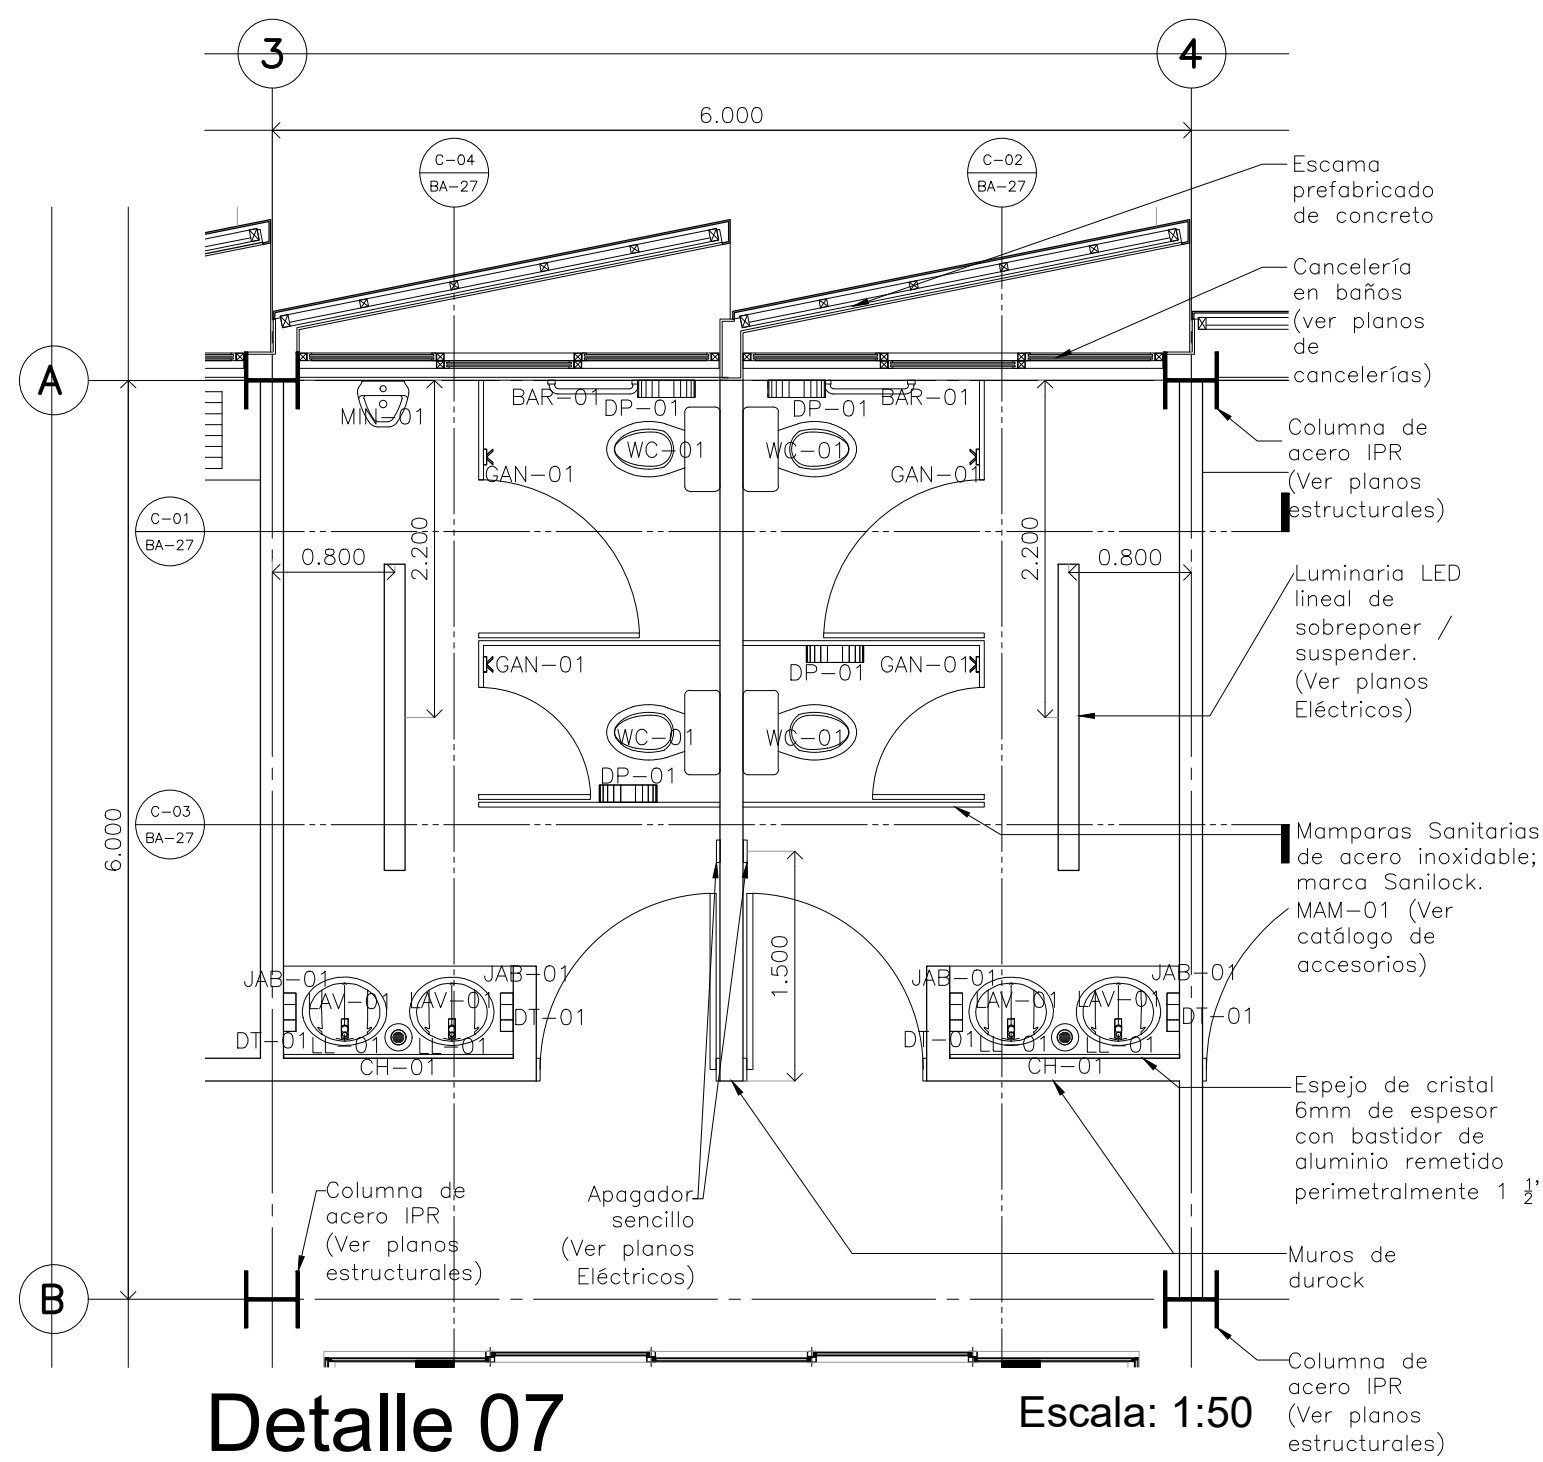 3
4
6.000
C-04
BA-27
C-02
BA-27
Escama
prefabricado
de concreto
Cancelería
en baños
(ver planos
de
cancelerías)
A
MIN-01
BAR-01
DP-01
DP-01
BAR-01
WC-01
WC-01
GAN-01
GAN-01
Columna de
acero IPR
(Ver planos
estructurales)
C-01
BA-27
0.800
2.200
2.200
0.800
Luminaria LED
lineal de
sobreponer /
suspender.
(Ver planos
Eléctricos)
GAN-01
DP-01
GAN-01
WC-01
WC-01
DP-01
C-03
BA-27
6.000
Mamparas Sanitarias
de acero inoxidable;
marca Sanilock.
MAM-01 (Ver
catálogo de
accesorios)
1.500
JAB-01
JAB-01
JAB-01
JAB-01
LAV-01
LAV-01
LAV-01
LAV-01
DT-01
DT-01
DT-01
DT-01
LL-01
LL-01
LL-01
LL-01
CH-01
CH-01
Espejo de cristal
6mm de espesor
con bastidor de
aluminio remetido
perimetralmente 1 ½'
Columna de
acero IPR
(Ver planos
estructurales)
Apagador
sencillo
(Ver planos
Eléctricos)
Muros de
durock
B
Columna de
acero IPR
(Ver planos
estructurales)
Detalle 07
Escala: 1:50